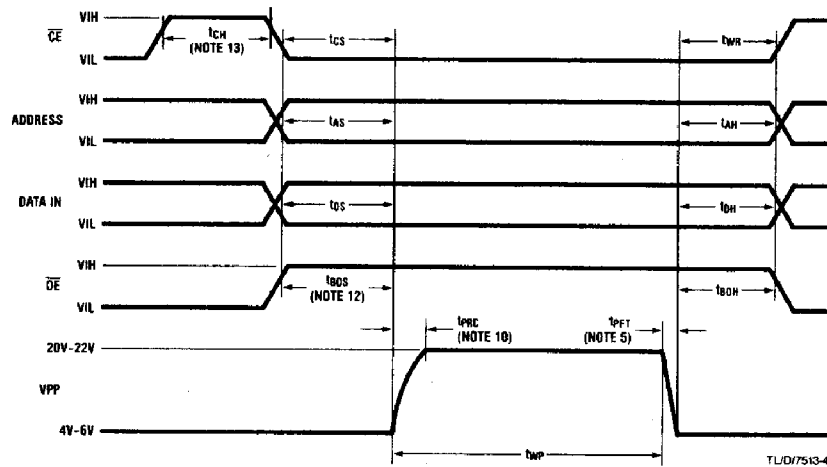 VIH
CE
tCH
(NOTE 13)
tCS
tWR
VIL
VIH
ADDRESS
tAS
tAH
VIL
VIH
DATA IN
tDS
tDH
VIL
VIH
OE
tBOS
(NOTE 12)
tBOH
VIL
tPRC
(NOTE 10)
tPFT
(NOTE 5)
20V-22V
VPP
4V-6V
tWP
TL/D/7513-4